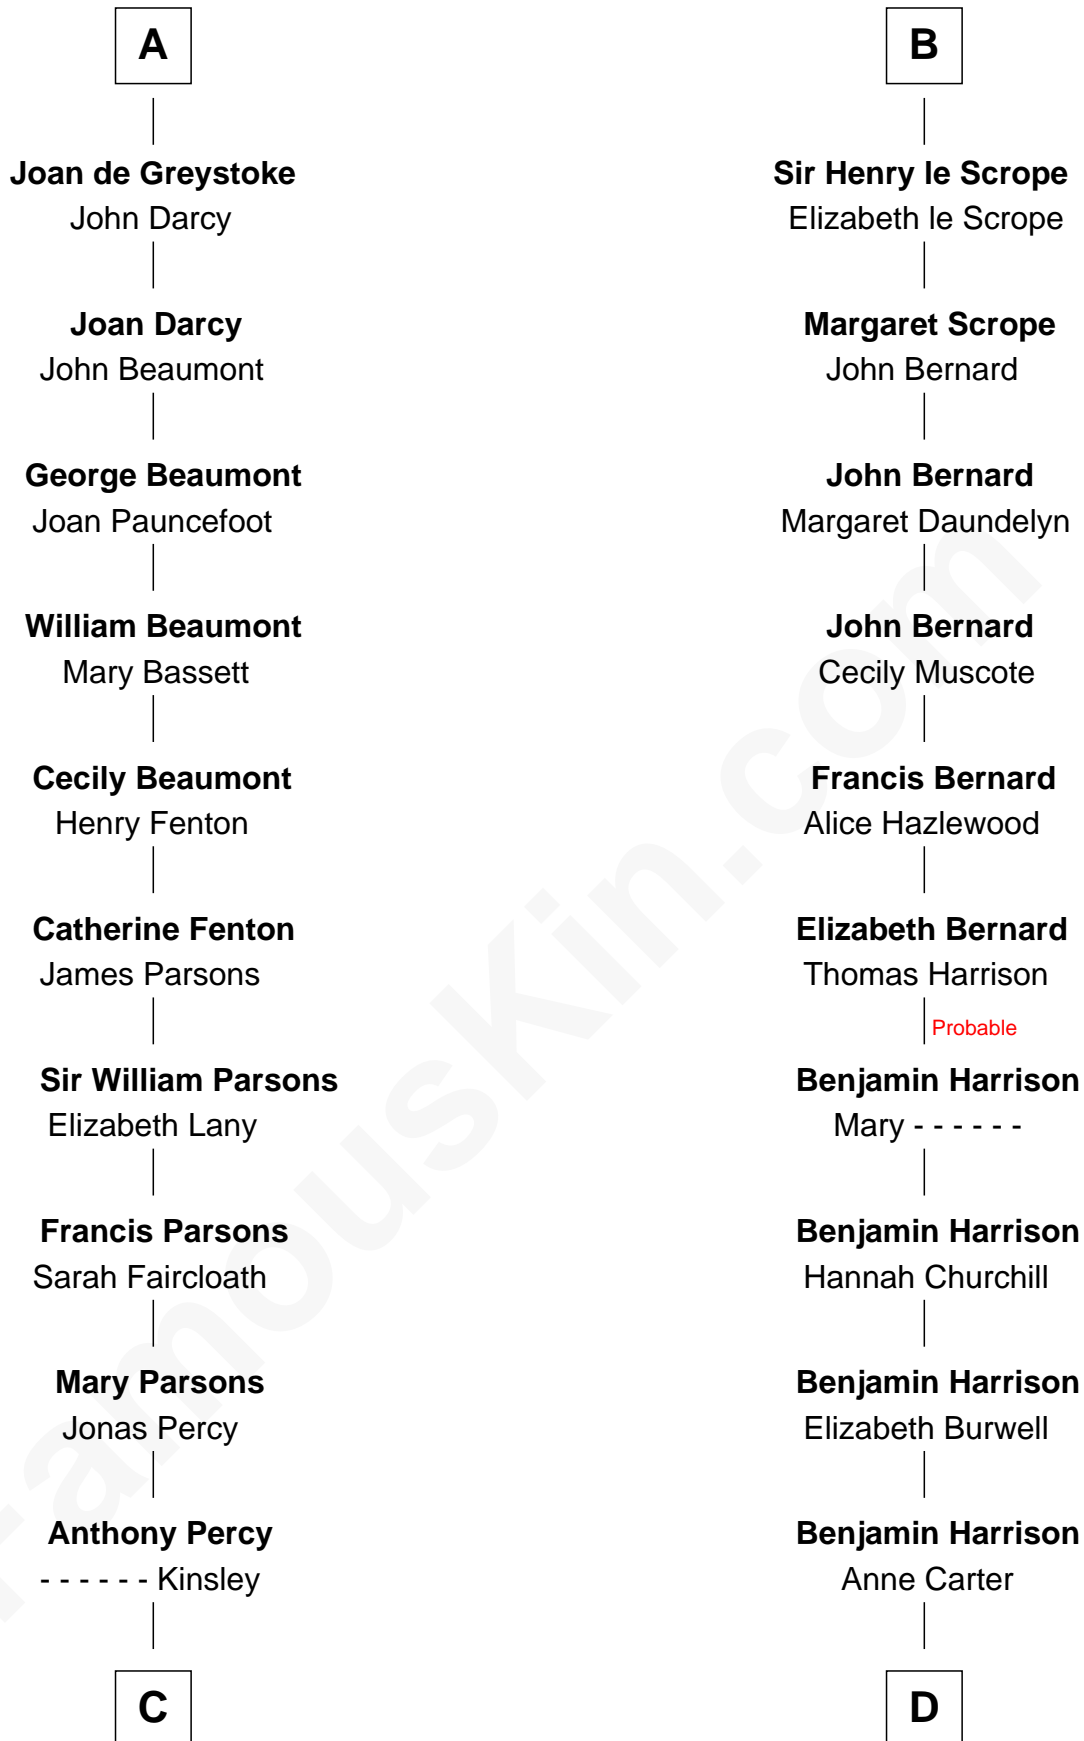 A
Joan de Greystoke
John Darcy
Joan Darcy
John Beaumont
George Beaumont
Joan Pauncefoot
William Beaumont
Mary Bassett
Cecily Beaumont
Henry Fenton
Catherine Fenton
James Parsons
Sir William Parsons
Elizabeth Lany
Francis Parsons
Sarah Faircloath
Mary Parsons
Jonas Percy
Anthony Percy
- - - - - - Kinsley
C
B
Sir Henry le Scrope
Elizabeth le Scrope
Margaret Scrope
John Bernard
John Bernard
Margaret Daundelyn
John Bernard
Cecily Muscote
Francis Bernard
Alice Hazlewood
Elizabeth Bernard
Thomas Harrison
Probable
Benjamin Harrison
Mary - - - - - -
Benjamin Harrison
Hannah Churchill
Benjamin Harrison
Elizabeth Burwell
Benjamin Harrison
Anne Carter
D
FamousKin.com